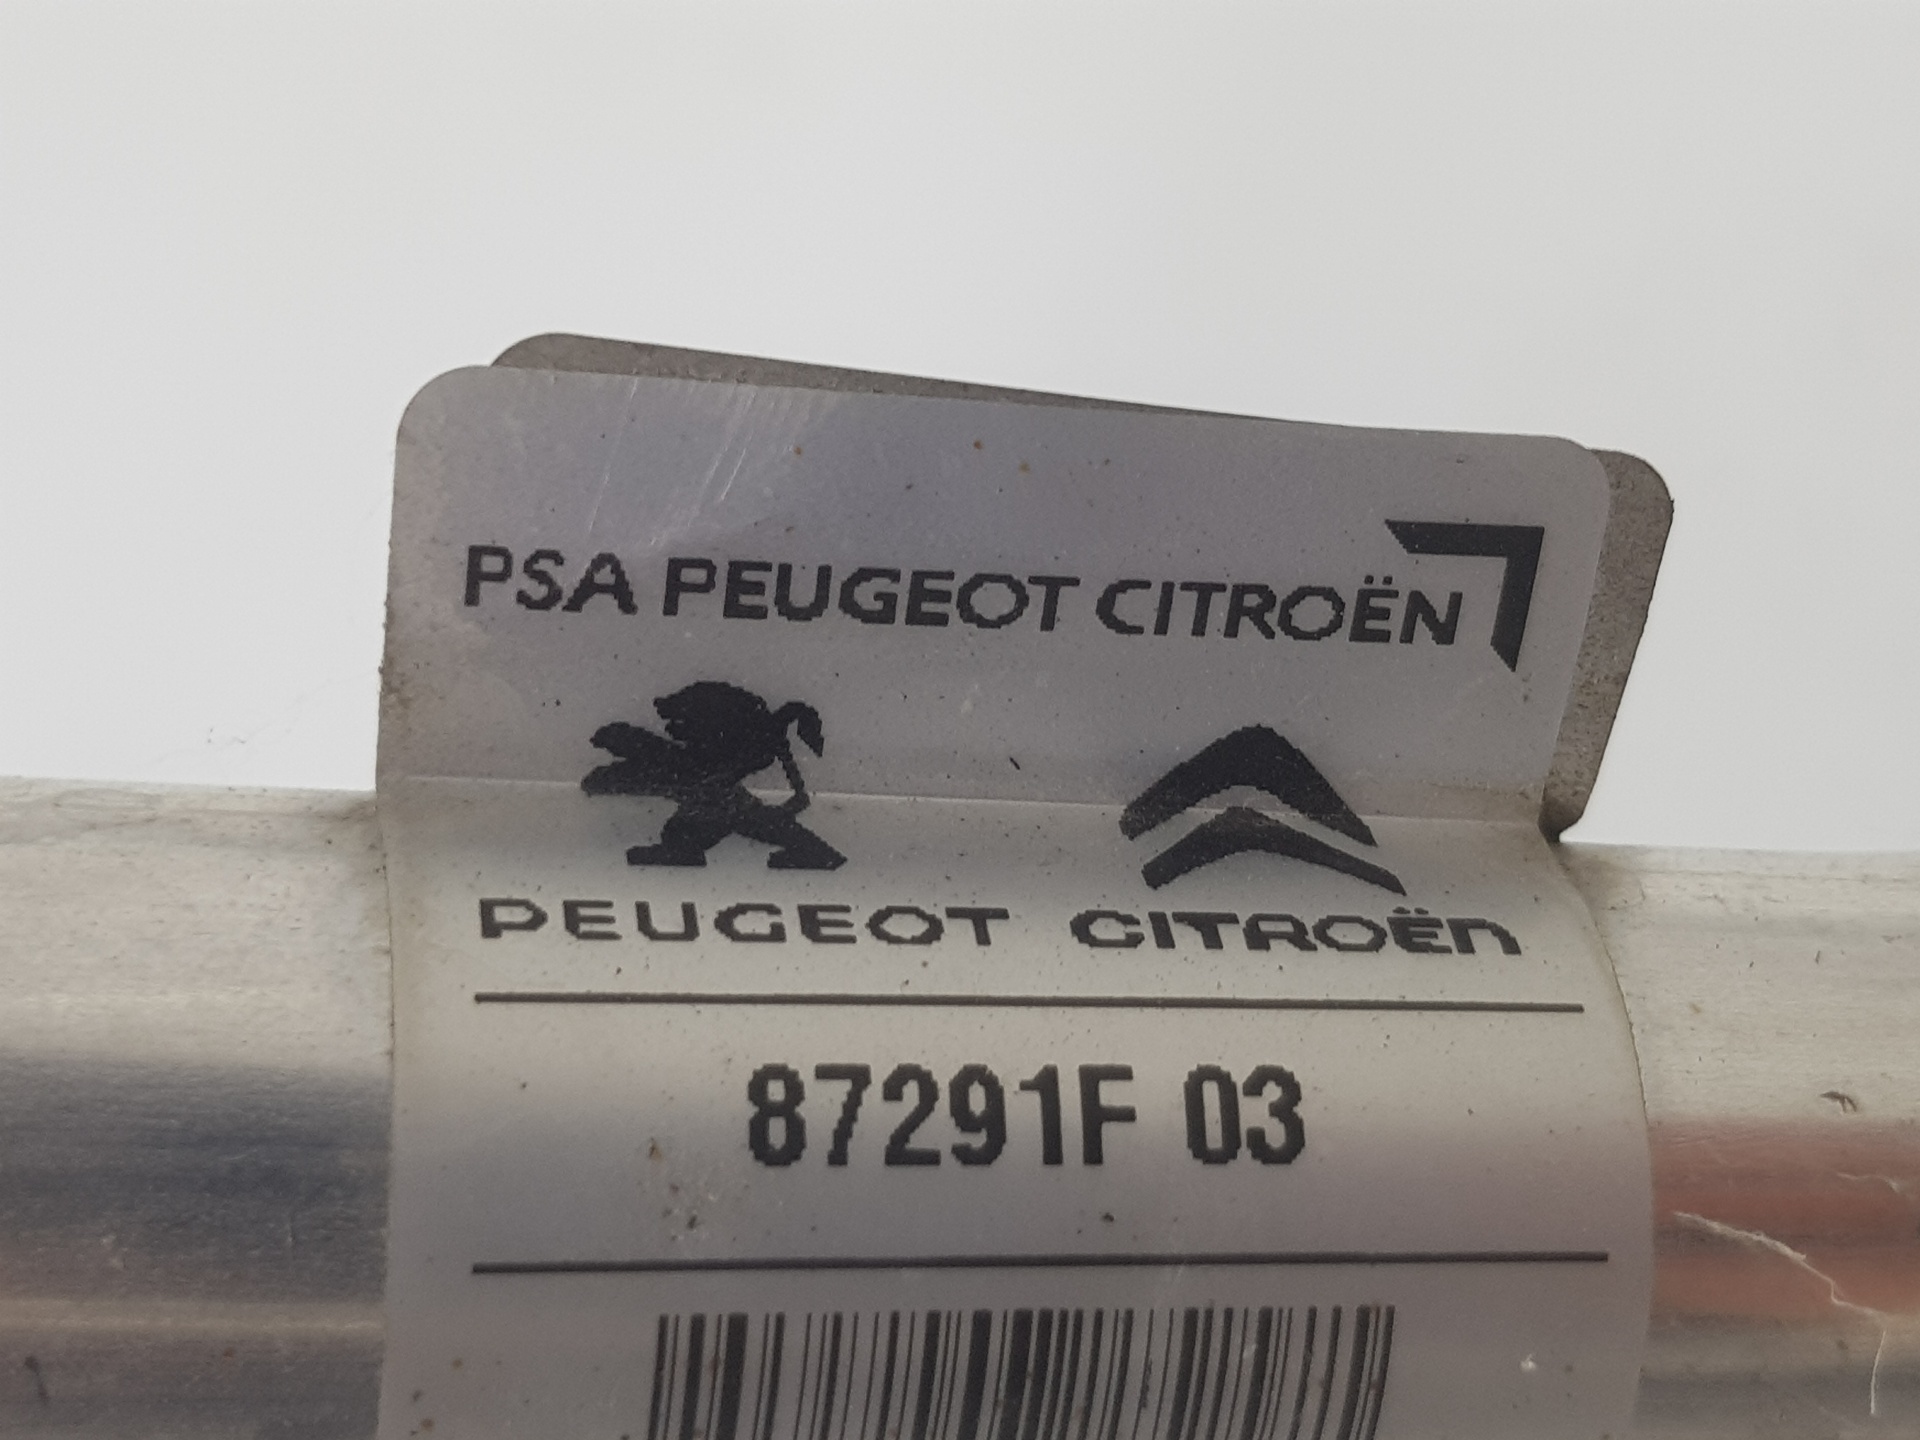 PSA PEUGEOT CITROËN
PEUGEOT CITROËN
87291F 03